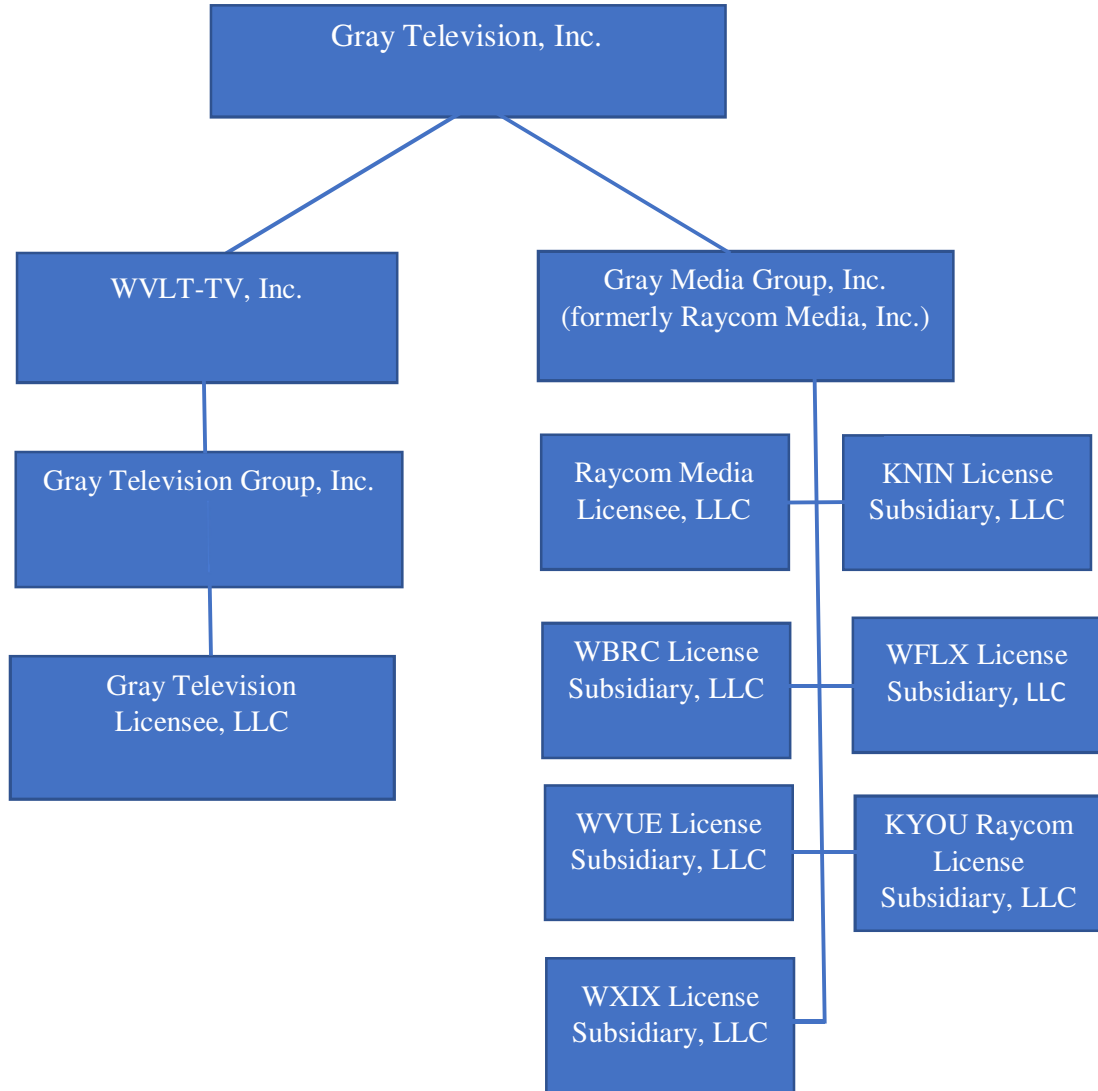 Gray Television, Inc.
WVLT-TV, Inc.
Gray Media Group, Inc.
(formerly Raycom Media, Inc.)
Gray Television Group, Inc.
Raycom Media
Licensee, LLC
KNIN License
Subsidiary, LLC
Gray Television
Licensee, LLC
WBRC License
Subsidiary, LLC
WFLX License
Subsidiary, LLC
WVUE License
Subsidiary, LLC
KYOU Raycom
License
Subsidiary, LLC
WXIX License
Subsidiary, LLC